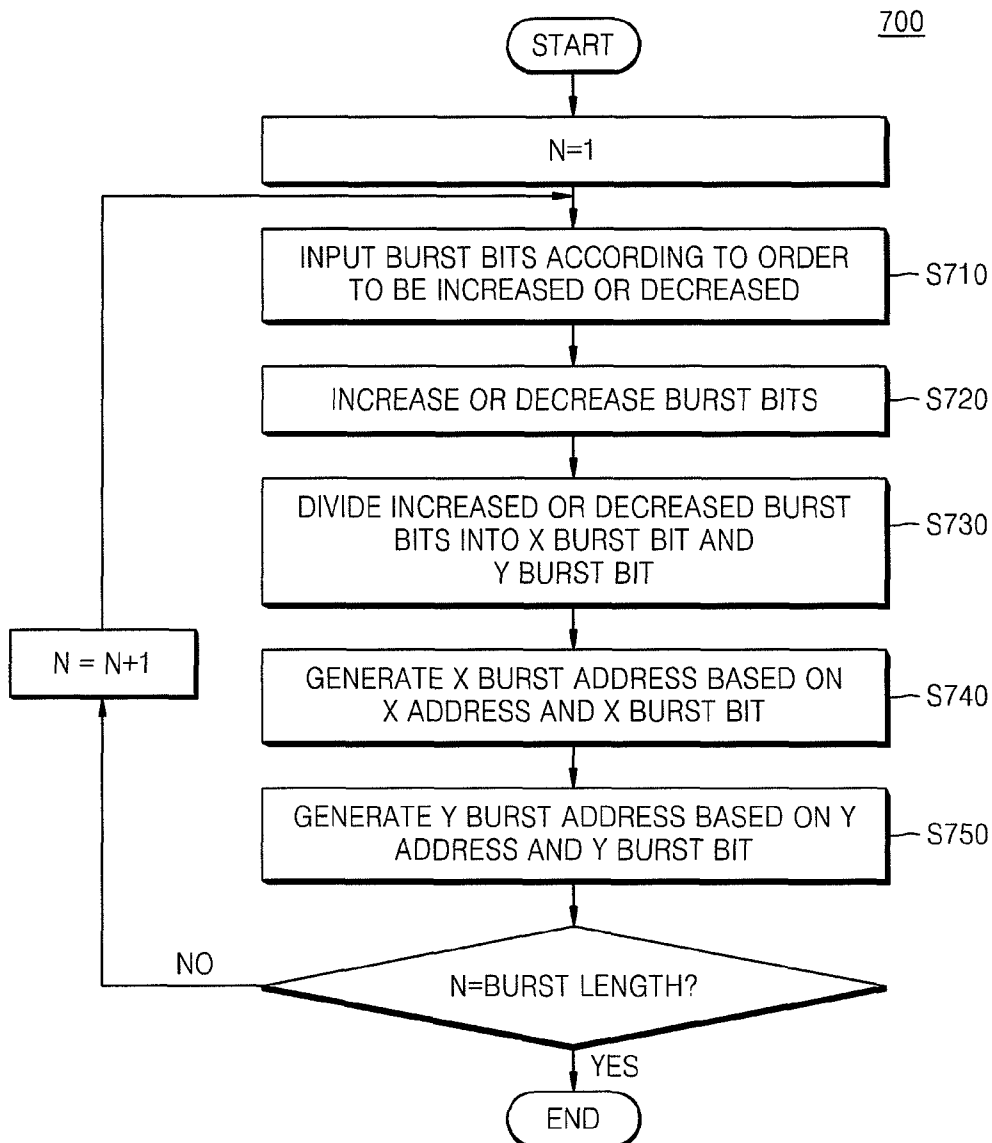 700
START
N=1
INPUT BURST BITS ACCORDING TO ORDER
TO BE INCREASED OR DECREASED
S710
INCREASE OR DECREASE BURST BITS
S720
DIVIDE INCREASED OR DECREASED BURST
BITS INTO X BURST BIT AND
Y BURST BIT
S730
N = N+1
GENERATE X BURST ADDRESS BASED ON
X ADDRESS AND X BURST BIT
S740
GENERATE Y BURST ADDRESS BASED ON Y
ADDRESS AND Y BURST BIT
S750
NO
N=BURST LENGTH?
YES
END